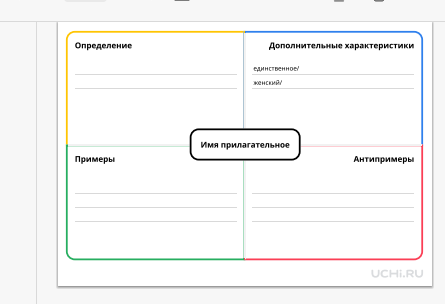 Определение
Дополнительные характеристики
единственное/
женский/
Имя прилагательное
Примеры
Антипримеры
UCHi.RU